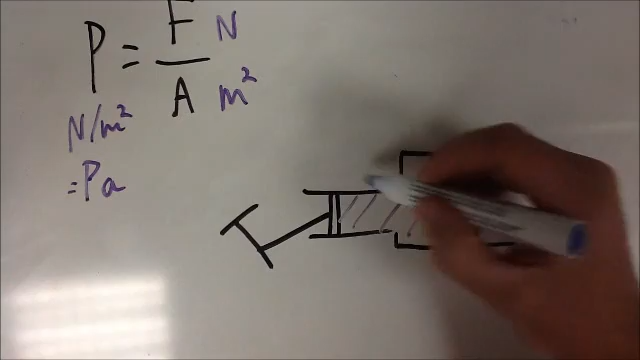 P = F/A N
m²
N/m²
= Pa